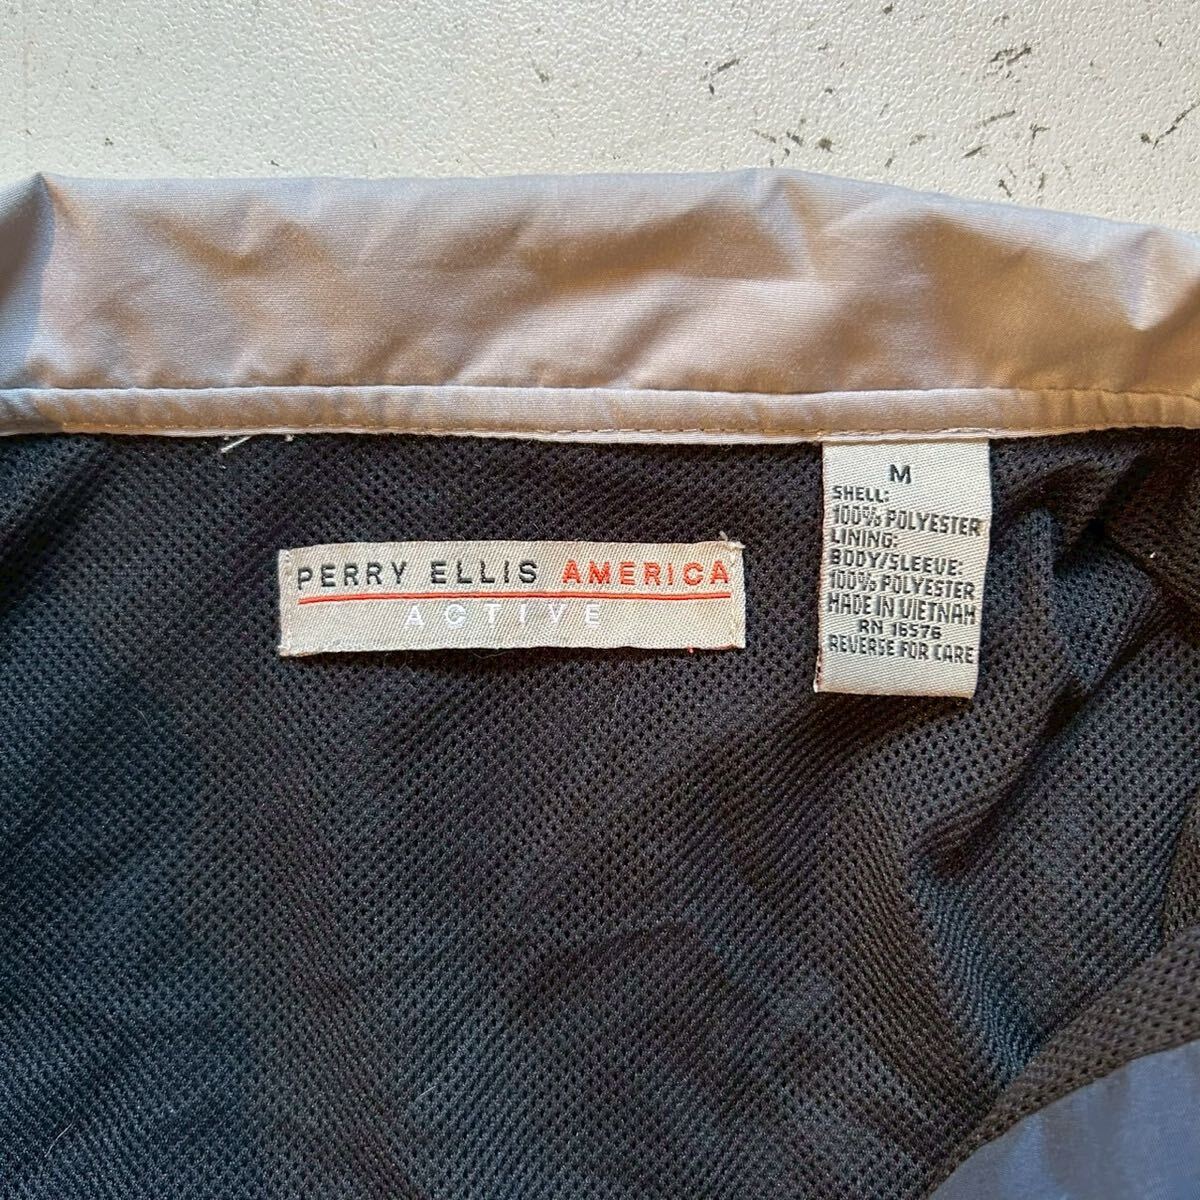 PERRY ELLIS AMERICA
ACTIVE
M
SHELL:
100% POLYESTER
LINING:
BODY/SLEEVE:
100% POLYESTER
MADE IN VIETNAM
RN 16576
REVERSE FOR CARE